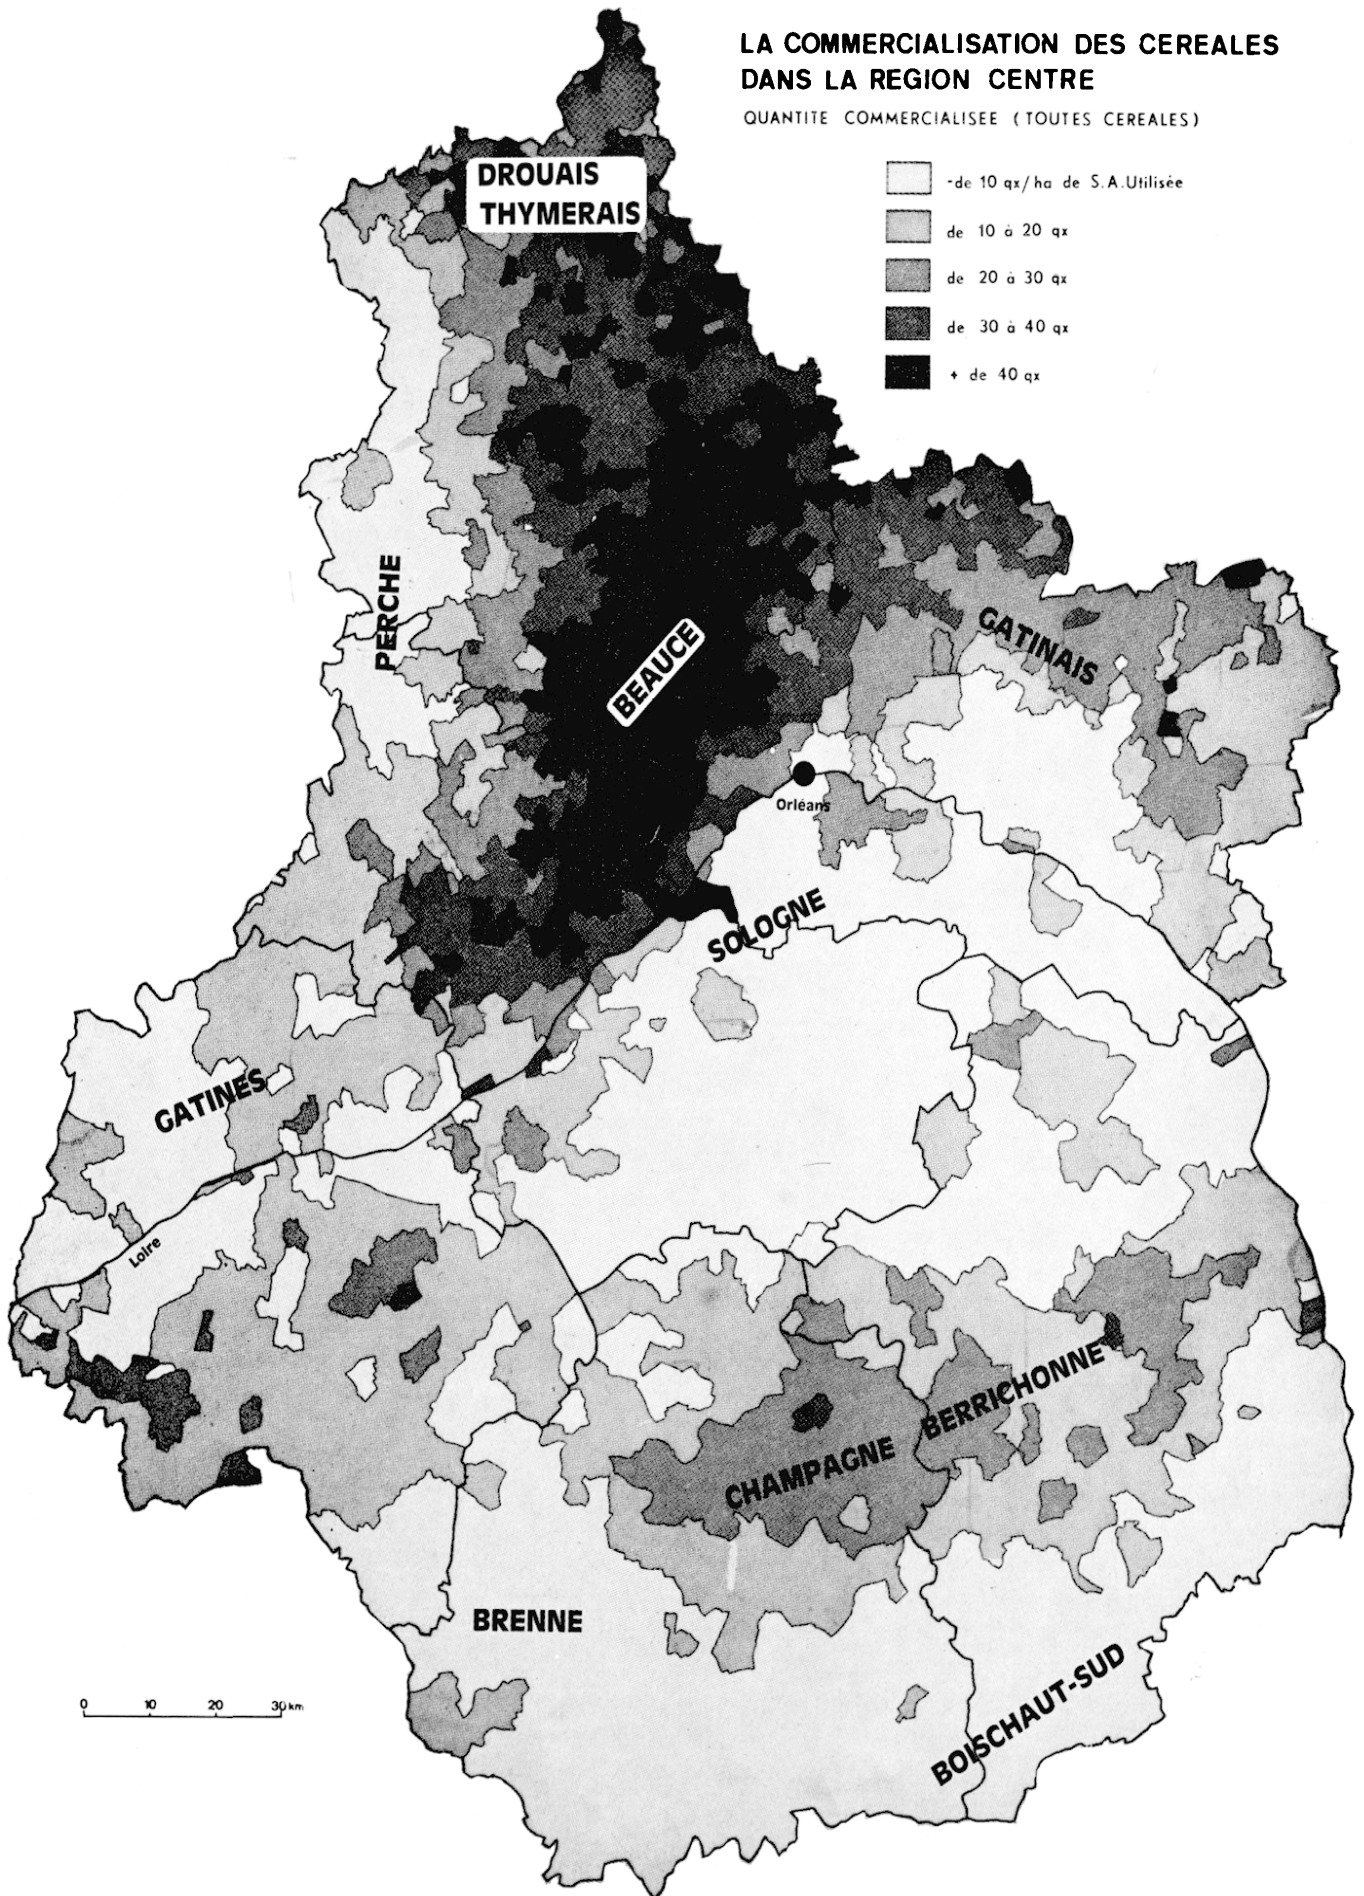 LA COMMERCIALISATION DES CEREALES
DANS LA REGION CENTRE
QUANTITE COMMERCIALISEE (TOUTES CEREALES)
-de 10 qx/ha de S.A.Utilisée
de 10 à 20 qx
de 20 à 30 qx
de 30 à 40 qx
+ de 40 qx
DROUAIS
THYMERAIS
PERCHE
BEAUCE
GATINAIS
Orléans
SOLOGNE
GATINES
Loire
CHAMPAGNE BERRICHONNE
BRENNE
BOISCHAUT-SUD
0 10 20 30 km